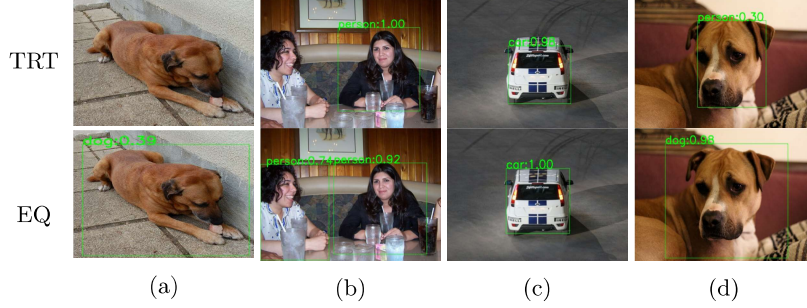 TRT
person:1.00
car:0.98
person:0.30
EQ
dog:0.39
person:0.74 person:0.92
car:1.00
dog:0.98
(a) (b) (c) (d)